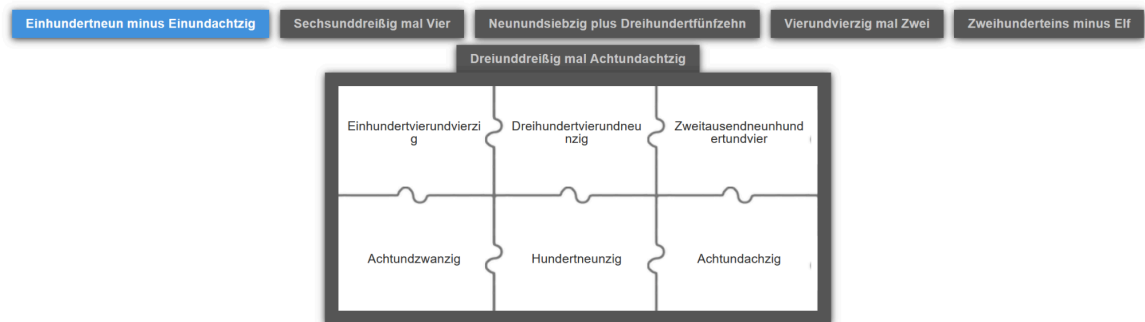 Einhundertneun minus Einundachtzig Sechsunddreißig mal Vier Neunundsiebzig plus Dreihundertfünfzehn Vierundvierzig mal Zwei Zweihunderteins minus Elf
Dreiunddreißig mal Achtundachtzig
Einhundertvierundvierzi
g
Dreihundertvierundneu
nzig
Zweitausendneunhund
ertundvier
Achtundzwanzig
Hundertneunzig
Achtundachzig